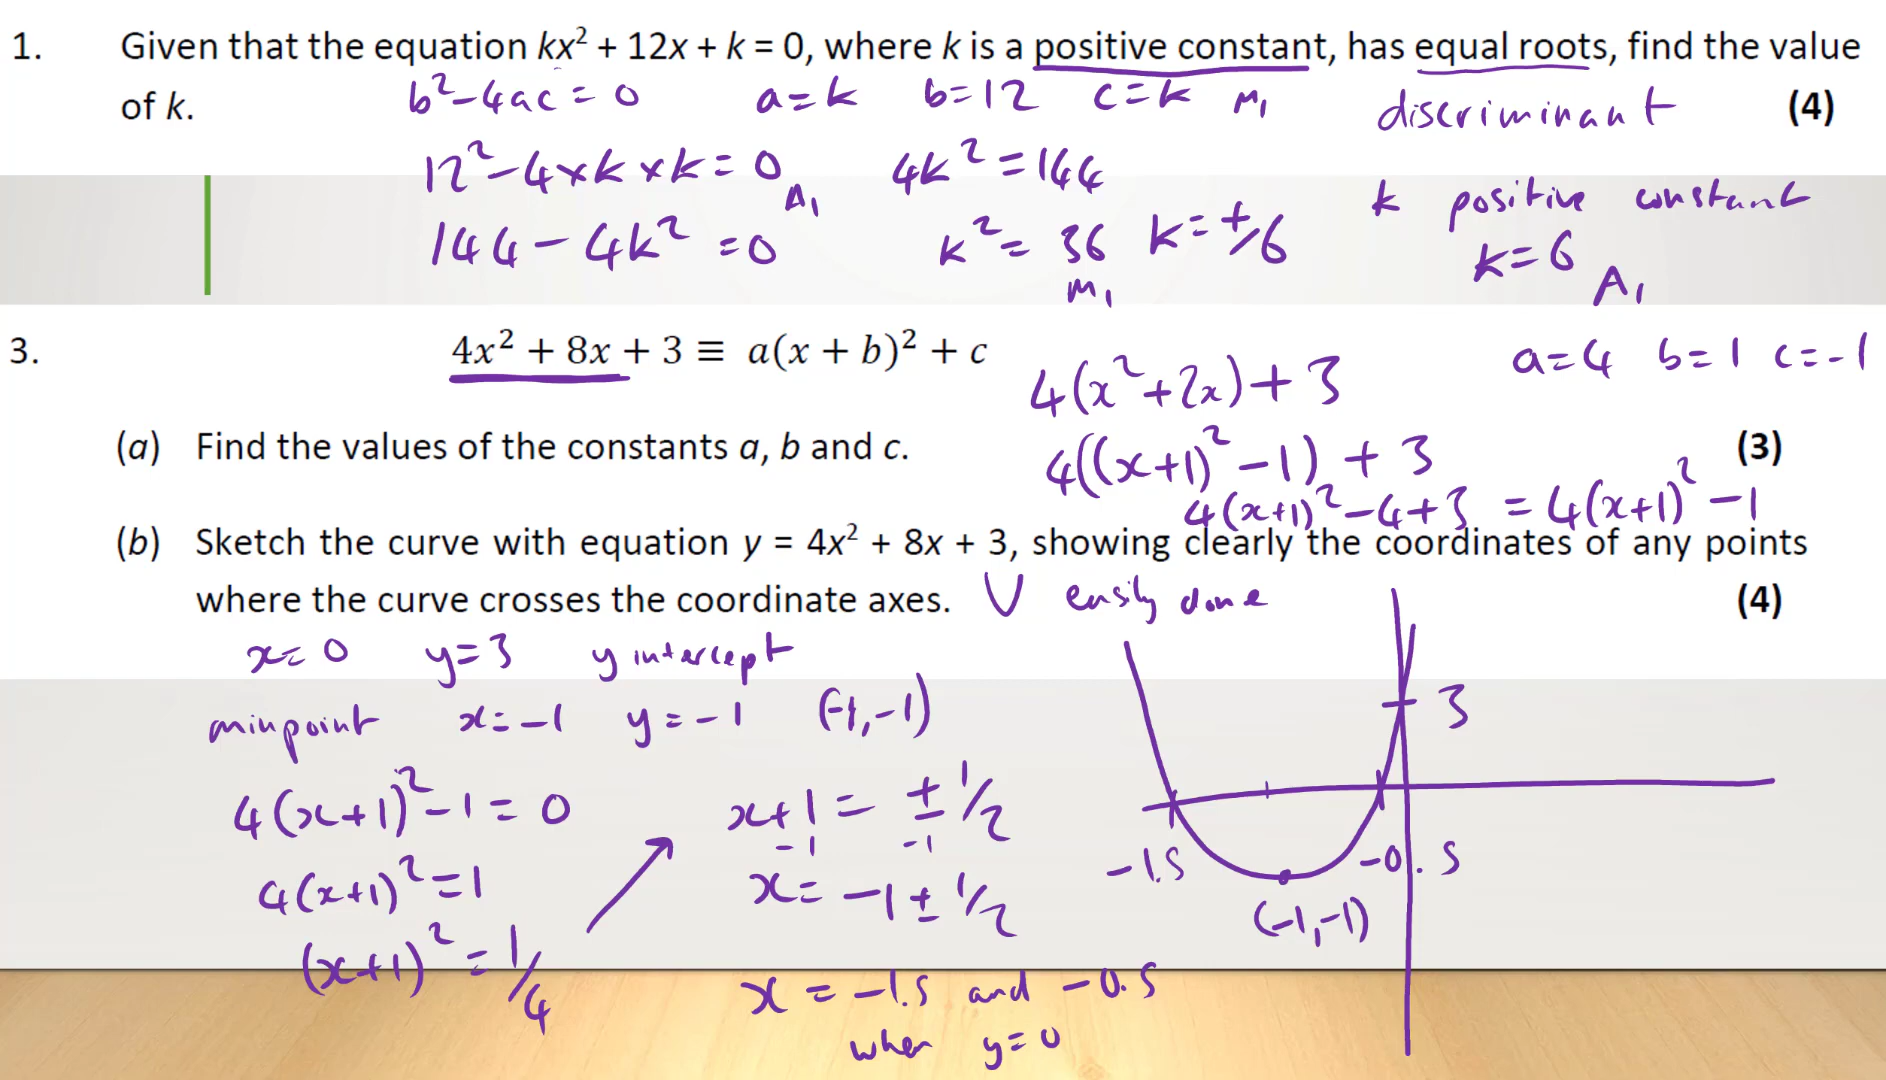 1. Given that the equation kx² + 12x + k = 0, where k is a positive constant, has equal roots, find the value
of k. (4)
b²-4ac = 0 a=k b=12 c=k M1 discriminant
12²-4×k×k=0 A1 4k²=144
144-4k²=0 k²=36 M1 k=+/-6
k positive constant
k=6 A1
3. 4x² + 8x + 3 ≡ a(x + b)² + c
a=4 b=1 c=-1
4(x²+2x)+3
(a) Find the values of the constants a, b and c. (3)
4((x+1)²-1)+3
4(x+1)²-4+3 = 4(x+1)²-1
(b) Sketch the curve with equation y = 4x² + 8x + 3, showing clearly the coordinates of any points
where the curve crosses the coordinate axes. (4)
U easily done
x=0 y=3 y intercept
min point x=-1 y=-1 (-1,-1)
4(x+1)²-1=0
4(x+1)²=1
(x+1)²=1/4
x+1=±1/2
-1 -1
x=-1±1/2
x=-1.5 and -0.5
when y=0
3
-1.5 -0.5
(-1,-1)